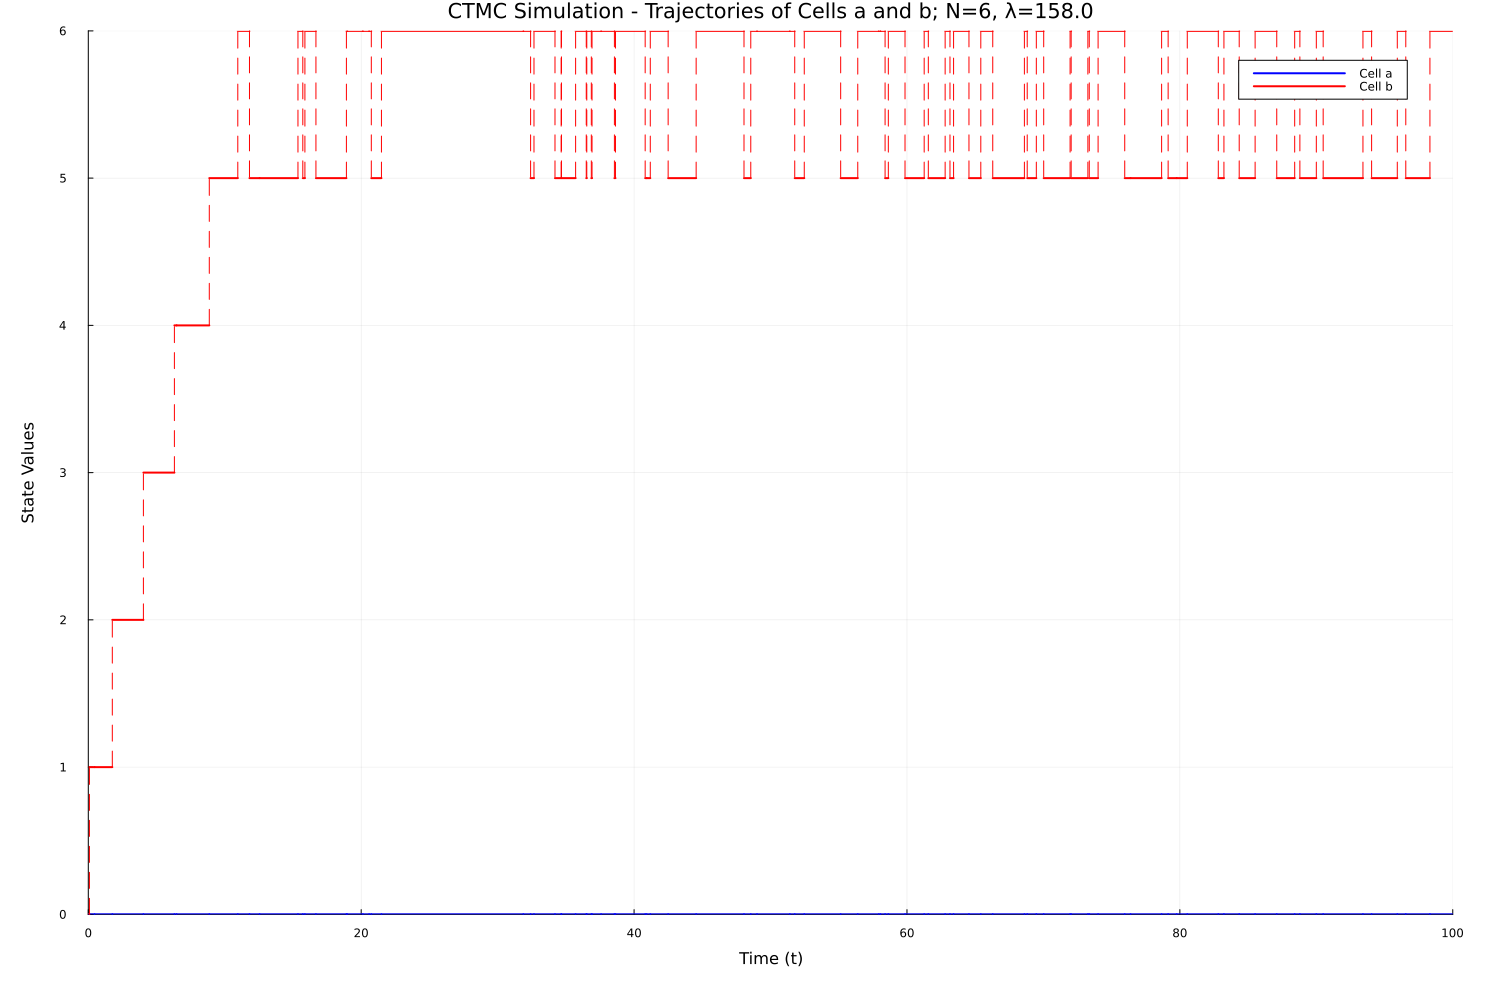 CTMC Simulation - Trajectories of Cells a and b; N=6, λ=158.0
6
Cell a
Cell b
5
4
State Values
3
2
1
0
0 20 40 60 80 100
Time (t)